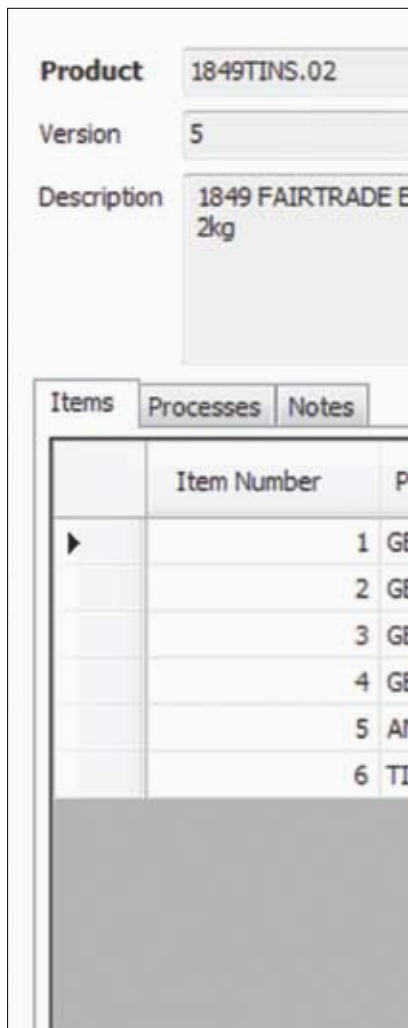 Product 1849TINS.02
Version 5
Description 1849 FAIRTRADE
2kg
Items Processes Notes
Item Number
1
2
3
4
5
6